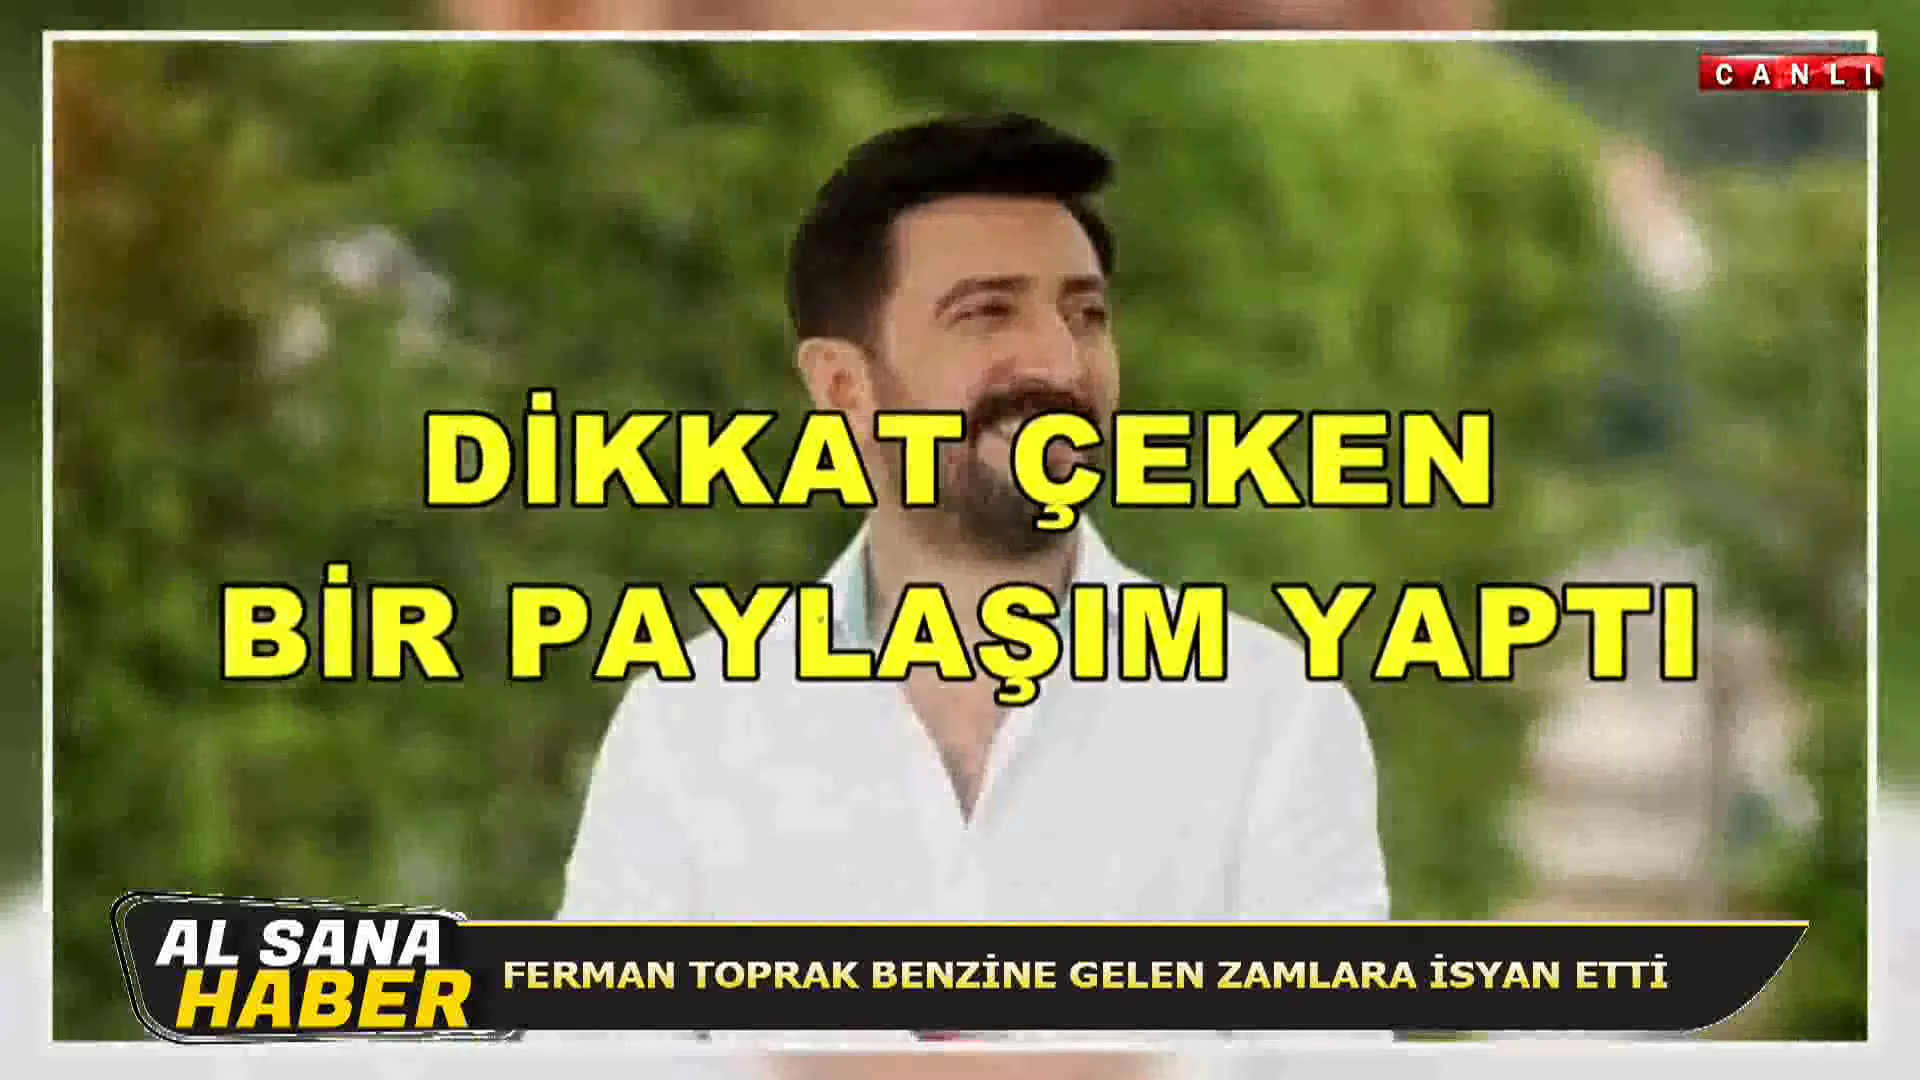 CANLI
DİKKAT ÇEKEN
BİR PAYLAŞIM YAPTI
AL SANA
HABER
FERMAN TOPRAK BENZİNE GELEN ZAMLARA İSYAN ETTİ